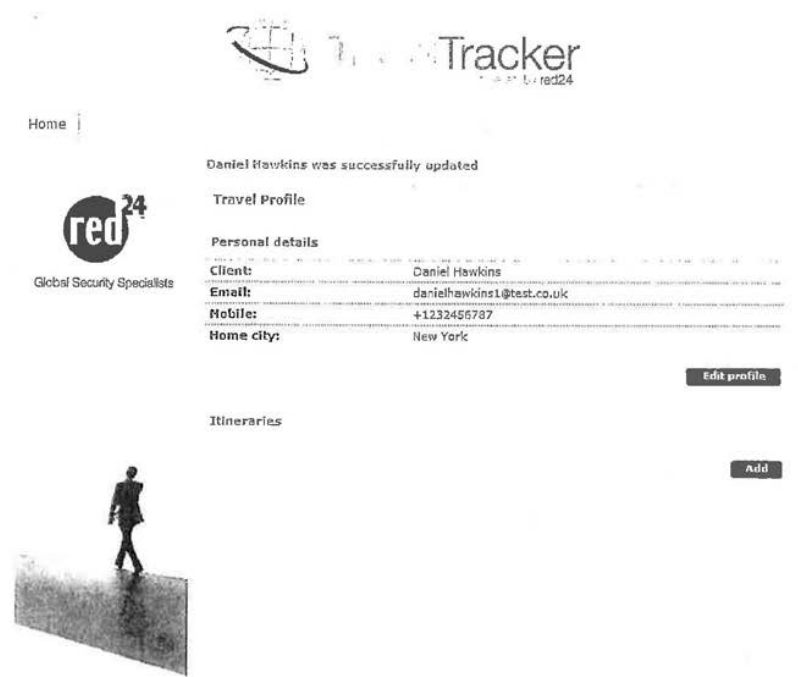 Tracker
by red24
Home
Daniel Hawkins was successfully updated
red24
Global Security Specialists
Travel Profile
Personal details
Client: Daniel Hawkins
Email: danielhawkins1@test.co.uk
Mobile: +1232456787
Home city: New York
Edit profile
Itineraries
Add